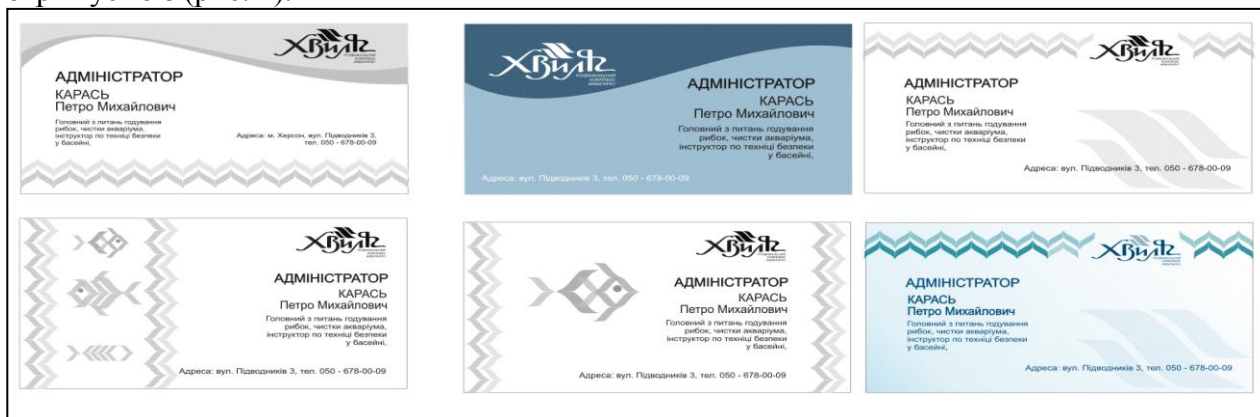 ХВИЛЯ
АДМІНІСТРАТОР
КАРАСЬ
Петро Михайлович
Головний з питань годування
рибок, чистки акваріума,
інструктор по техніці безпеки
у басейні,
Адреса: м. Херсон, вул. Підводників 3,
тел. 050 - 678-00-09
ХВИЛЯ
АДМІНІСТРАТОР
КАРАСЬ
Петро Михайлович
Головний з питань годування
рибок, чистки акваріума,
інструктор по техніці безпеки
у басейні,
Адреса: вул. Підводників 3, тел. 050 - 678-00-09
ХВИЛЯ
АДМІНІСТРАТОР
КАРАСЬ
Петро Михайлович
Головний з питань годування
рибок, чистки акваріума,
інструктор по техніці безпеки
у басейні,
Адреса: вул. Підводників 3, тел. 050 - 678-00-09
ХВИЛЯ
АДМІНІСТРАТОР
КАРАСЬ
Петро Михайлович
Головний з питань годування
рибок, чистки акваріума,
інструктор по техніці безпеки
у басейні,
Адреса: вул. Підводників 3, тел. 050 - 678-00-09
ХВИЛЯ
АДМІНІСТРАТОР
КАРАСЬ
Петро Михайлович
Головний з питань годування
рибок, чистки акваріума,
інструктор по техніці безпеки
у басейні,
Адреса: вул. Підводників 3, тел. 050 - 678-00-09
ХВИЛЯ
АДМІНІСТРАТОР
КАРАСЬ
Петро Михайлович
Головний з питань годування
рибок, чистки акваріума,
інструктор по техніці безпеки
у басейні,
Адреса: вул. Підводників 3, тел. 050 - 678-00-09